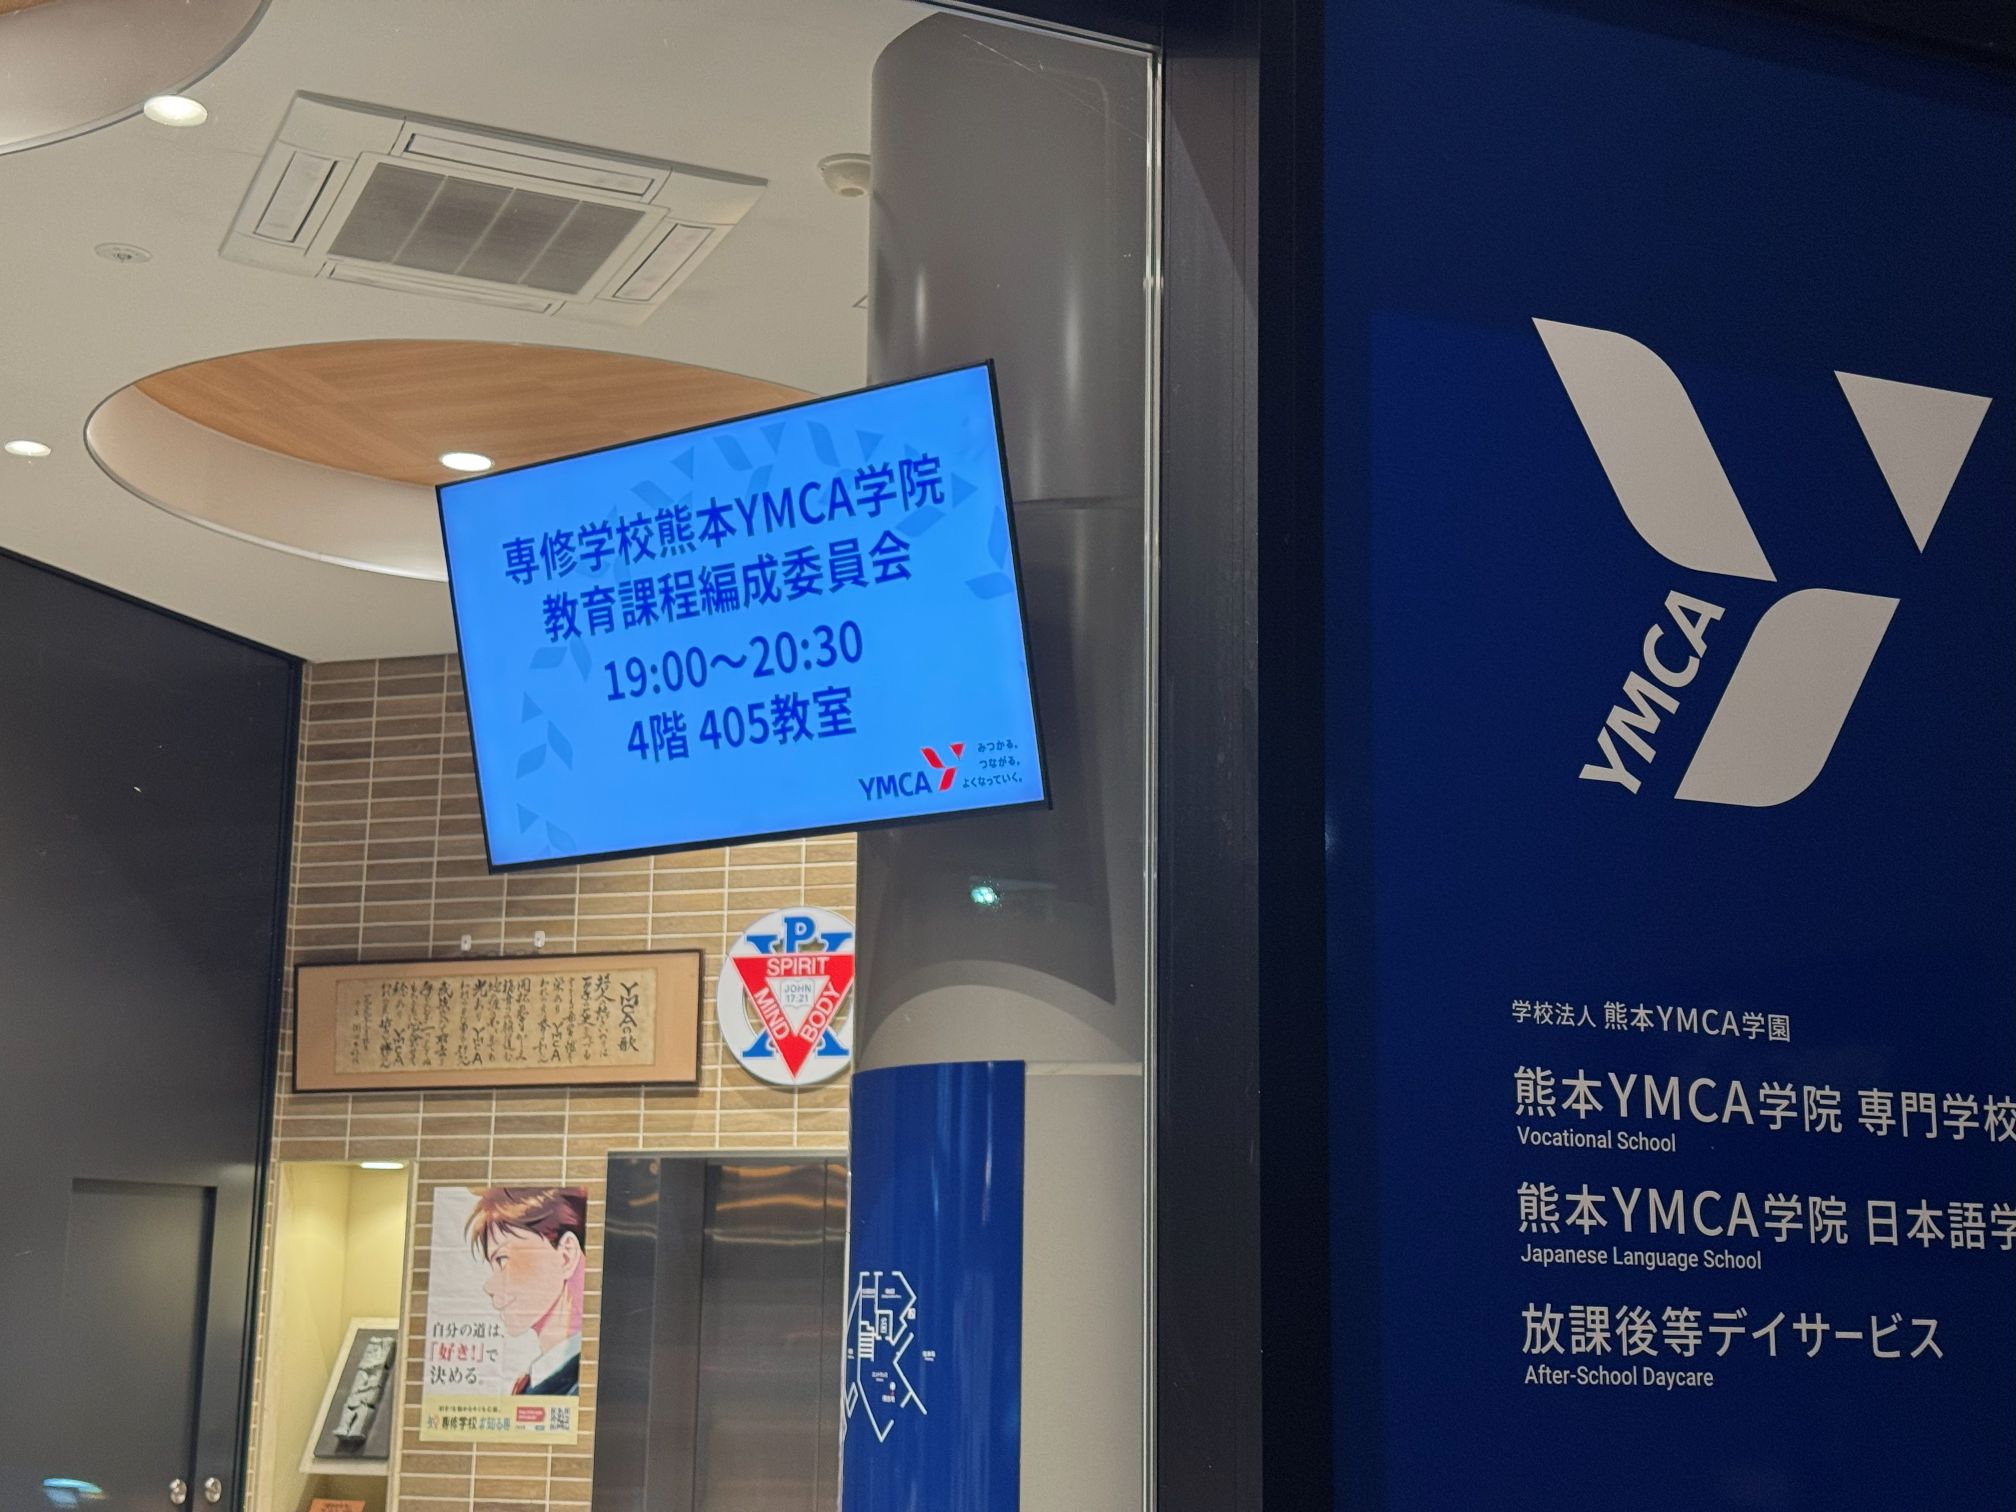 専修学校熊本YMCA学院
教育課程編成委員会
19:00～20:30
4階 405教室
YMCA
みつかる。
つながる。
よくなっていく。
YMCA
学校法人 熊本YMCA学園
熊本YMCA学院 専門学校
Vocational School
熊本YMCA学院 日本語学
Japanese Language School
放課後等デイサービス
After-School Daycare
P
SPIRIT
MIND
BODY
JOHN
17:21
YMCAの歌
自分の道は、
「好き!」で
決める。
専修学校